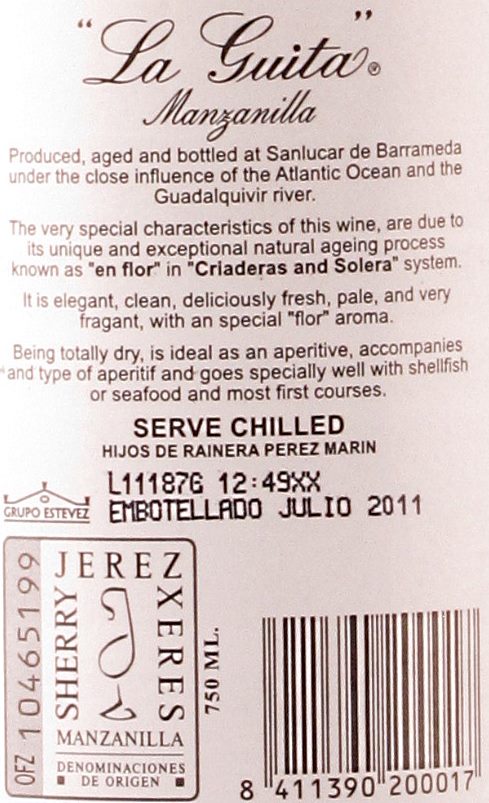 "La Guita"®
Manzanilla
Produced, aged and bottled at Sanlucar de Barrameda
under the close influence of the Atlantic Ocean and the
Guadalquivir river.
The very special characteristics of this wine, are due to
its unique and exceptional natural ageing process
known as "en flor" in "Criaderas and Solera" system.
It is elegant, clean, deliciously fresh, pale, and very
fragant, with an special "flor" aroma.
Being totally dry, is ideal as an aperitive, accompanies
and type of aperitif and goes specially well with shellfish
or seafood and most first courses.
SERVE CHILLED
HIJOS DE RAINERA PEREZ MARIN
L11187G 12:49XX
EMBOTELLADO JULIO 2011
GRUPO ESTEVEZ
OFZ 10465199
JEREZ
XERES
SHERRY
MANZANILLA
DENOMINACIONES
DE ORIGEN
750 ML.
8 411390 200017